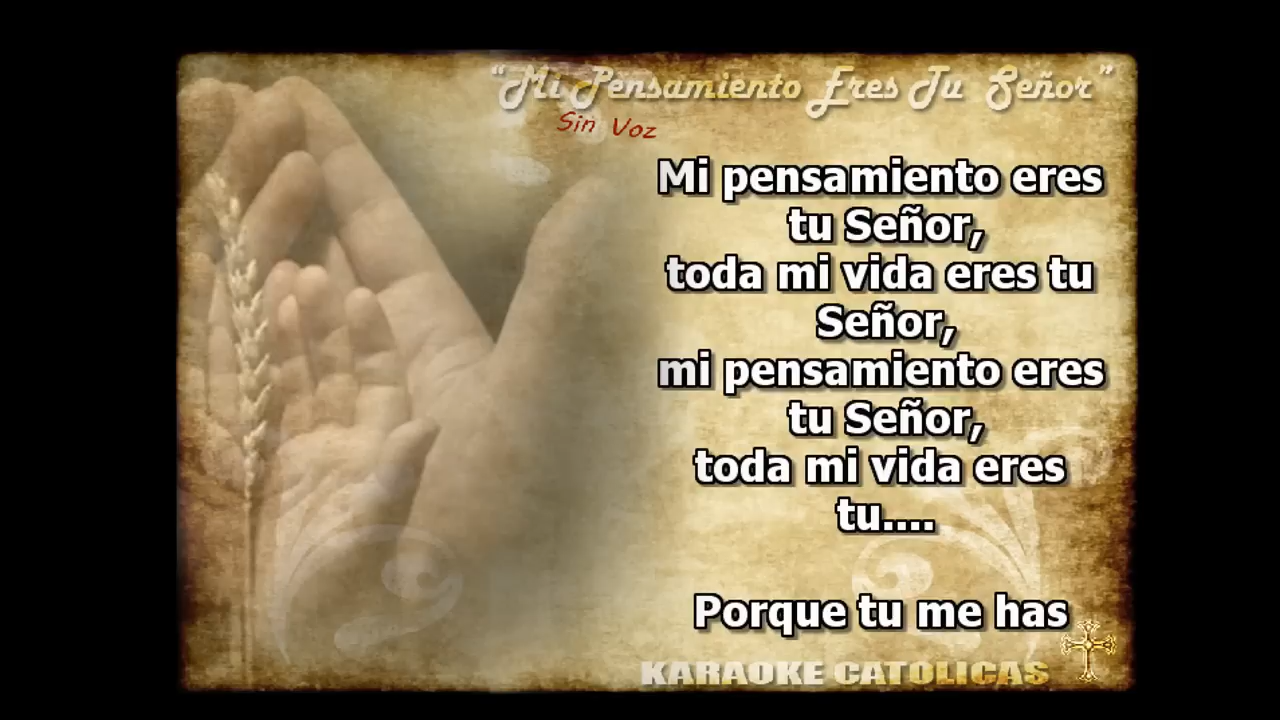 “Mi Pensamiento Eres Tu Señor”
Sin Voz
Mi pensamiento eres
tu Señor,
toda mi vida eres tu
Señor,
mi pensamiento eres
tu Señor,
toda mi vida eres
tu....
Porque tu me has
KARAOKE CATOLICAS